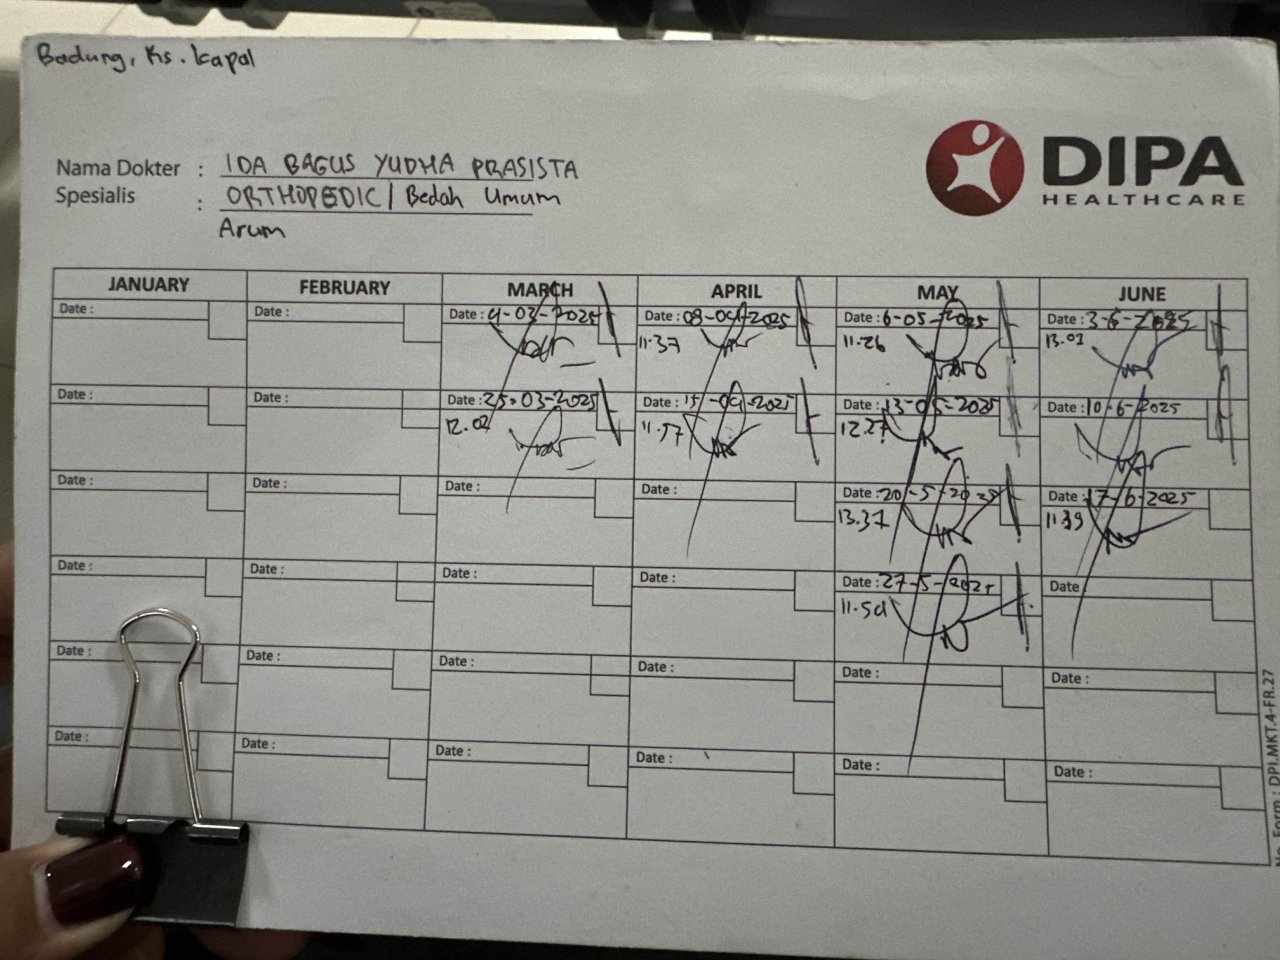 Badung, Ks. Kapal
DIPA
HEALTHCARE
Nama Dokter : IDA BAGUS YUDHA PRASISTA
Spesialis : ORTHOPEDIC / Bedah Umum
Arum
JANUARY FEBRUARY MARCH APRIL MAY JUNE
Date : Date : Date : 4-03-2025 Date : 08-04-2025 Date : 6-05-2025 Date : 3-6-2025
11.37 11.26 13.03
Date : Date : Date : 25-03-2025 Date : 15-04-2025 Date : 13-05-2025 Date : 10-6-2025
12.02 11.57 12.27
Date : Date : Date : Date : Date : 20-5-2025 Date : 17-6-2025
13.37 11.39
Date : Date : Date : Date : Date : 27-5-2025 Date
11.54
Date : Date : Date : Date : Date : Date :
Date : Date : Date : Date : Date : Date :
No. Form : DPI.MKT.4-FR.27